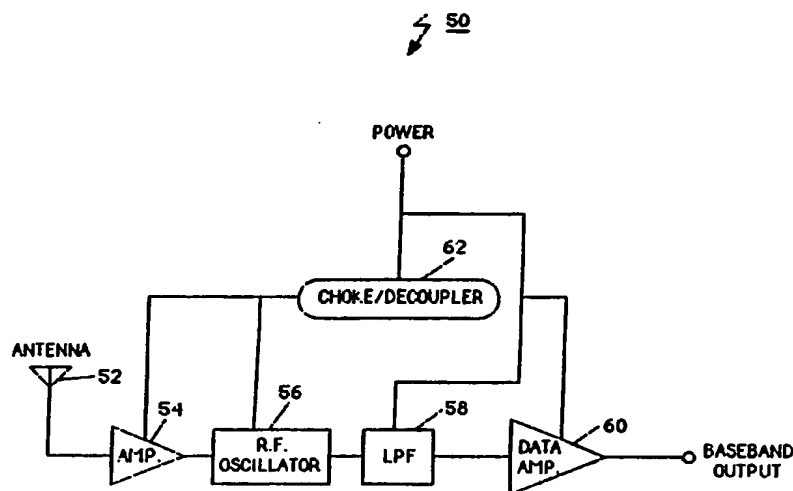 50
POWER
62
CHOKE/DECOUPLER
ANTENNA
52
54
56
58
60
AMP.
R.F.
OSCILLATOR
LPF
DATA
AMP.
BASEBAND
OUTPUT